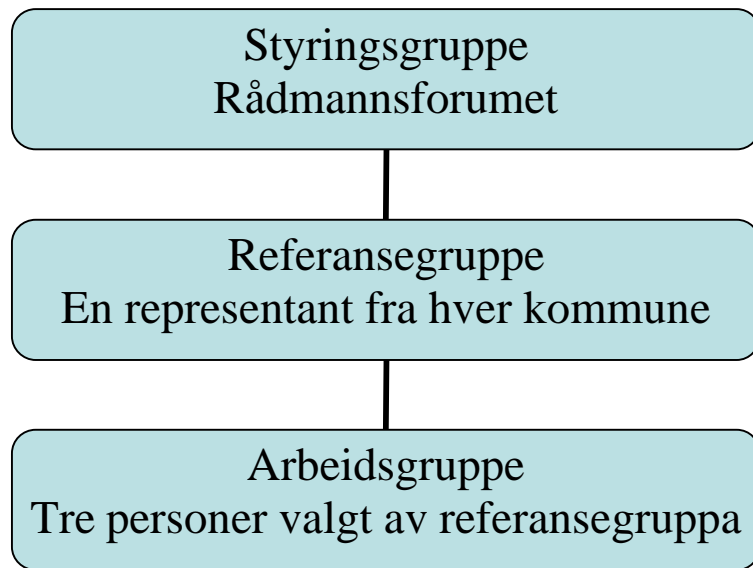 Styringsgruppe
Rådmannsforumet
Referansegruppe
En representant fra hver kommune
Arbeidsgruppe
Tre personer valgt av referansegruppa